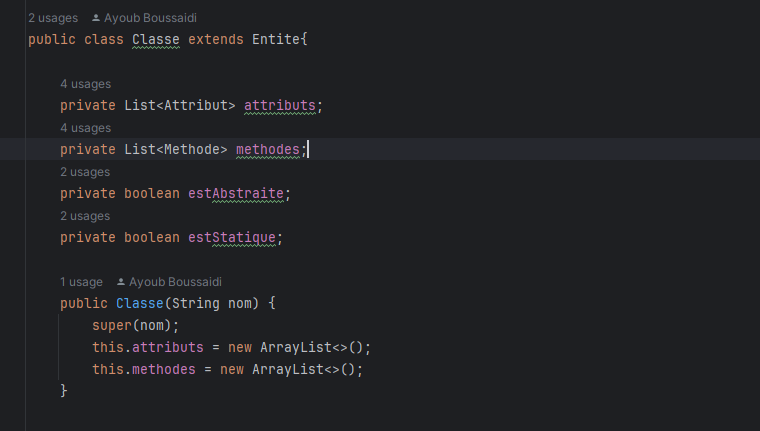 2 usages Ayoub Boussaidi
public class Classe extends Entite{
4 usages
private List<Attribut> attributs;
4 usages
private List<Methode> methodes;
2 usages
private boolean estAbstraite;
2 usages
private boolean estStatique;
1 usage Ayoub Boussaidi
public Classe(String nom) {
super(nom);
this.attributs = new ArrayList<>();
this.methodes = new ArrayList<>();
}